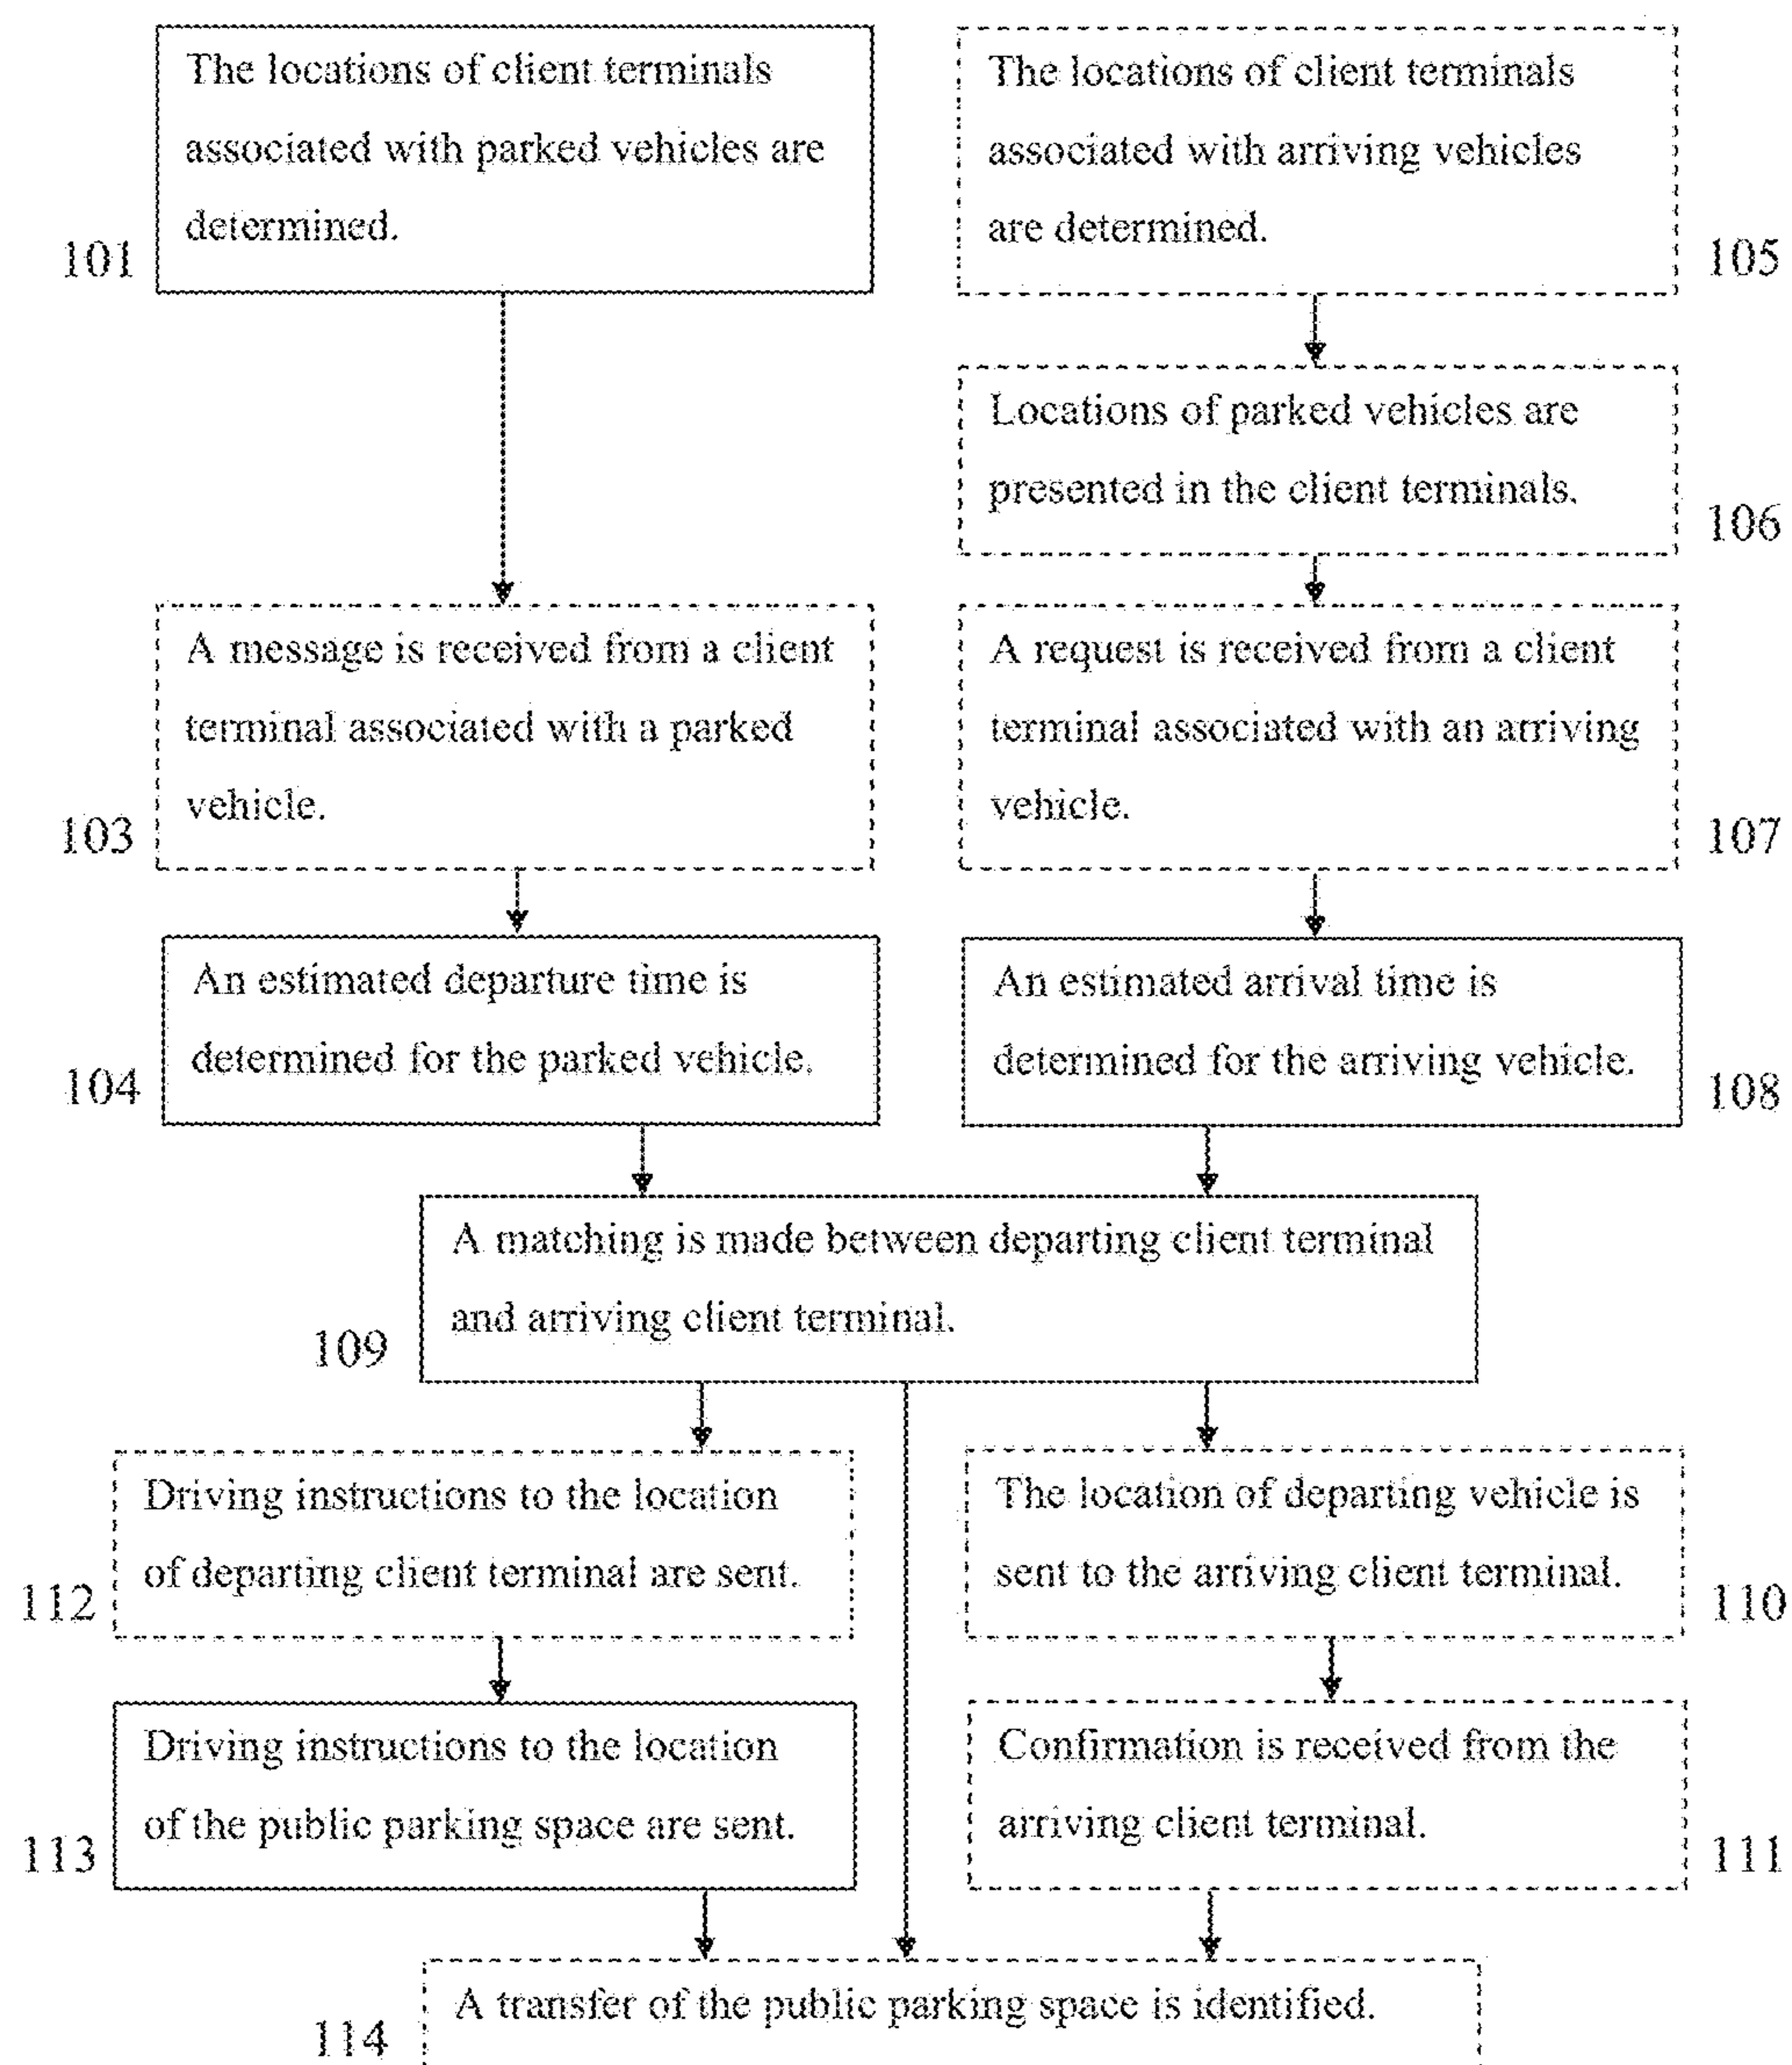 The locations of client terminals
associated with parked vehicles are
determined.
101
The locations of client terminals
associated with arriving vehicles
are determined.
105
Locations of parked vehicles are
presented in the client terminals.
106
A message is received from a client
terminal associated with a parked
vehicle.
103
A request is received from a client
terminal associated with an arriving
vehicle.
107
An estimated departure time is
determined for the parked vehicle.
104
An estimated arrival time is
determined for the arriving vehicle.
108
A matching is made between departing client terminal
and arriving client terminal.
109
Driving instructions to the location
of departing client terminal are sent.
112
The location of departing vehicle is
sent to the arriving client terminal.
110
Driving instructions to the location
of the public parking space are sent.
113
Confirmation is received from the
arriving client terminal.
111
A transfer of the public parking space is identified.
114